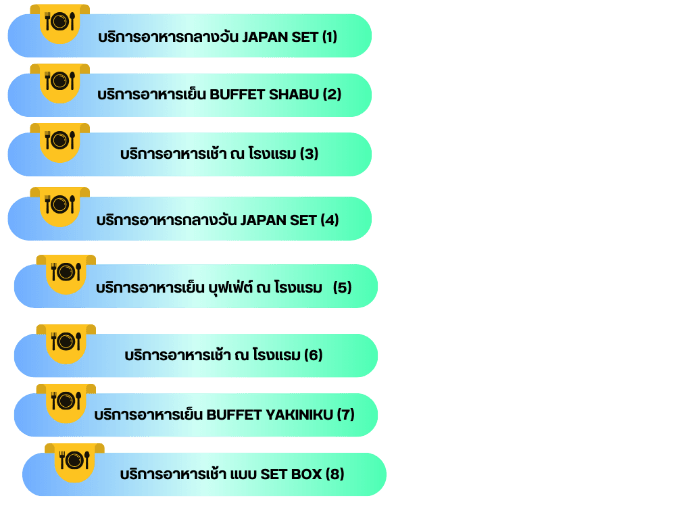 บริการอาหารกลางวัน JAPAN SET (1)
บริการอาหารเย็น BUFFET SHABU (2)
บริการอาหารเช้า ณ โรงแรม (3)
บริการอาหารกลางวัน JAPAN SET (4)
บริการอาหารเย็น บุฟเฟ่ต์ ณ โรงแรม (5)
บริการอาหารเช้า ณ โรงแรม (6)
บริการอาหารเย็น BUFFET YAKINIKU (7)
บริการอาหารเช้า แบบ SET BOX (8)